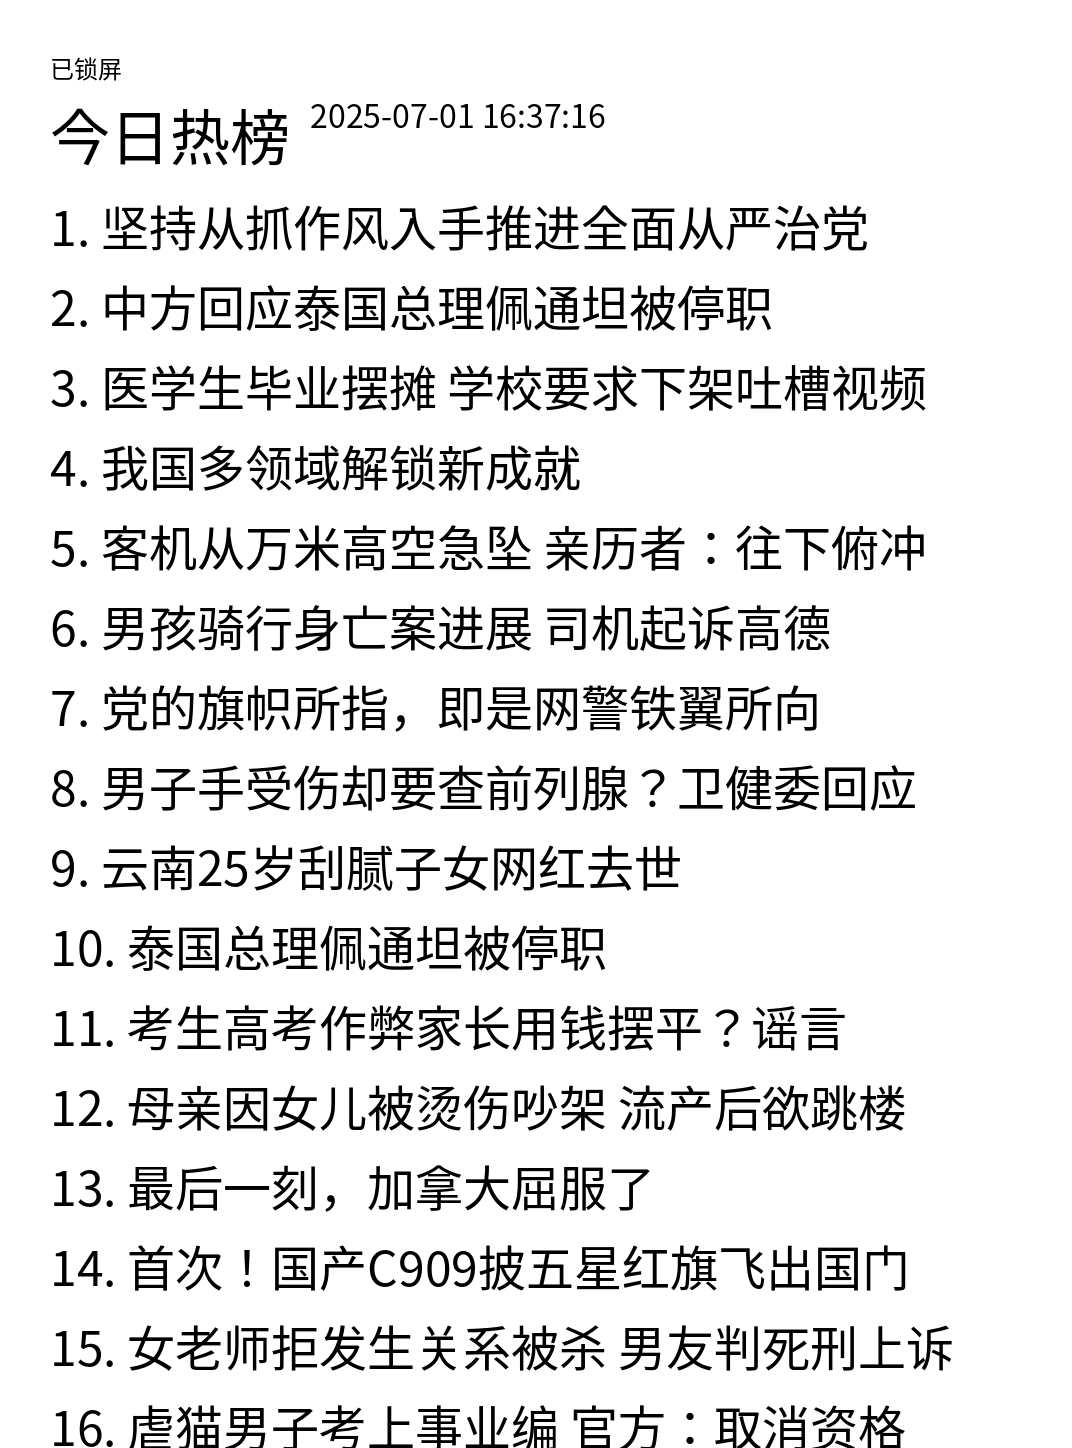 已锁屏
今日热榜 2025-07-01 16:37:16
1. 坚持从抓作风入手推进全面从严治党
2. 中方回应泰国总理佩通坦被停职
3. 医学生毕业摆摊 学校要求下架吐槽视频
4. 我国多领域解锁新成就
5. 客机从万米高空急坠 亲历者：往下俯冲
6. 男孩骑行身亡案进展 司机起诉高德
7. 党的旗帜所指，即是网警铁翼所向
8. 男子手受伤却要查前列腺？卫健委回应
9. 云南25岁刮腻子女网红去世
10. 泰国总理佩通坦被停职
11. 考生高考作弊家长用钱摆平？谣言
12. 母亲因女儿被烫伤吵架 流产后欲跳楼
13. 最后一刻，加拿大屈服了
14. 首次！国产C909披五星红旗飞出国门
15. 女老师拒发生关系被杀 男友判死刑上诉
16. 虐猫男子考上事业编 官方：取消资格